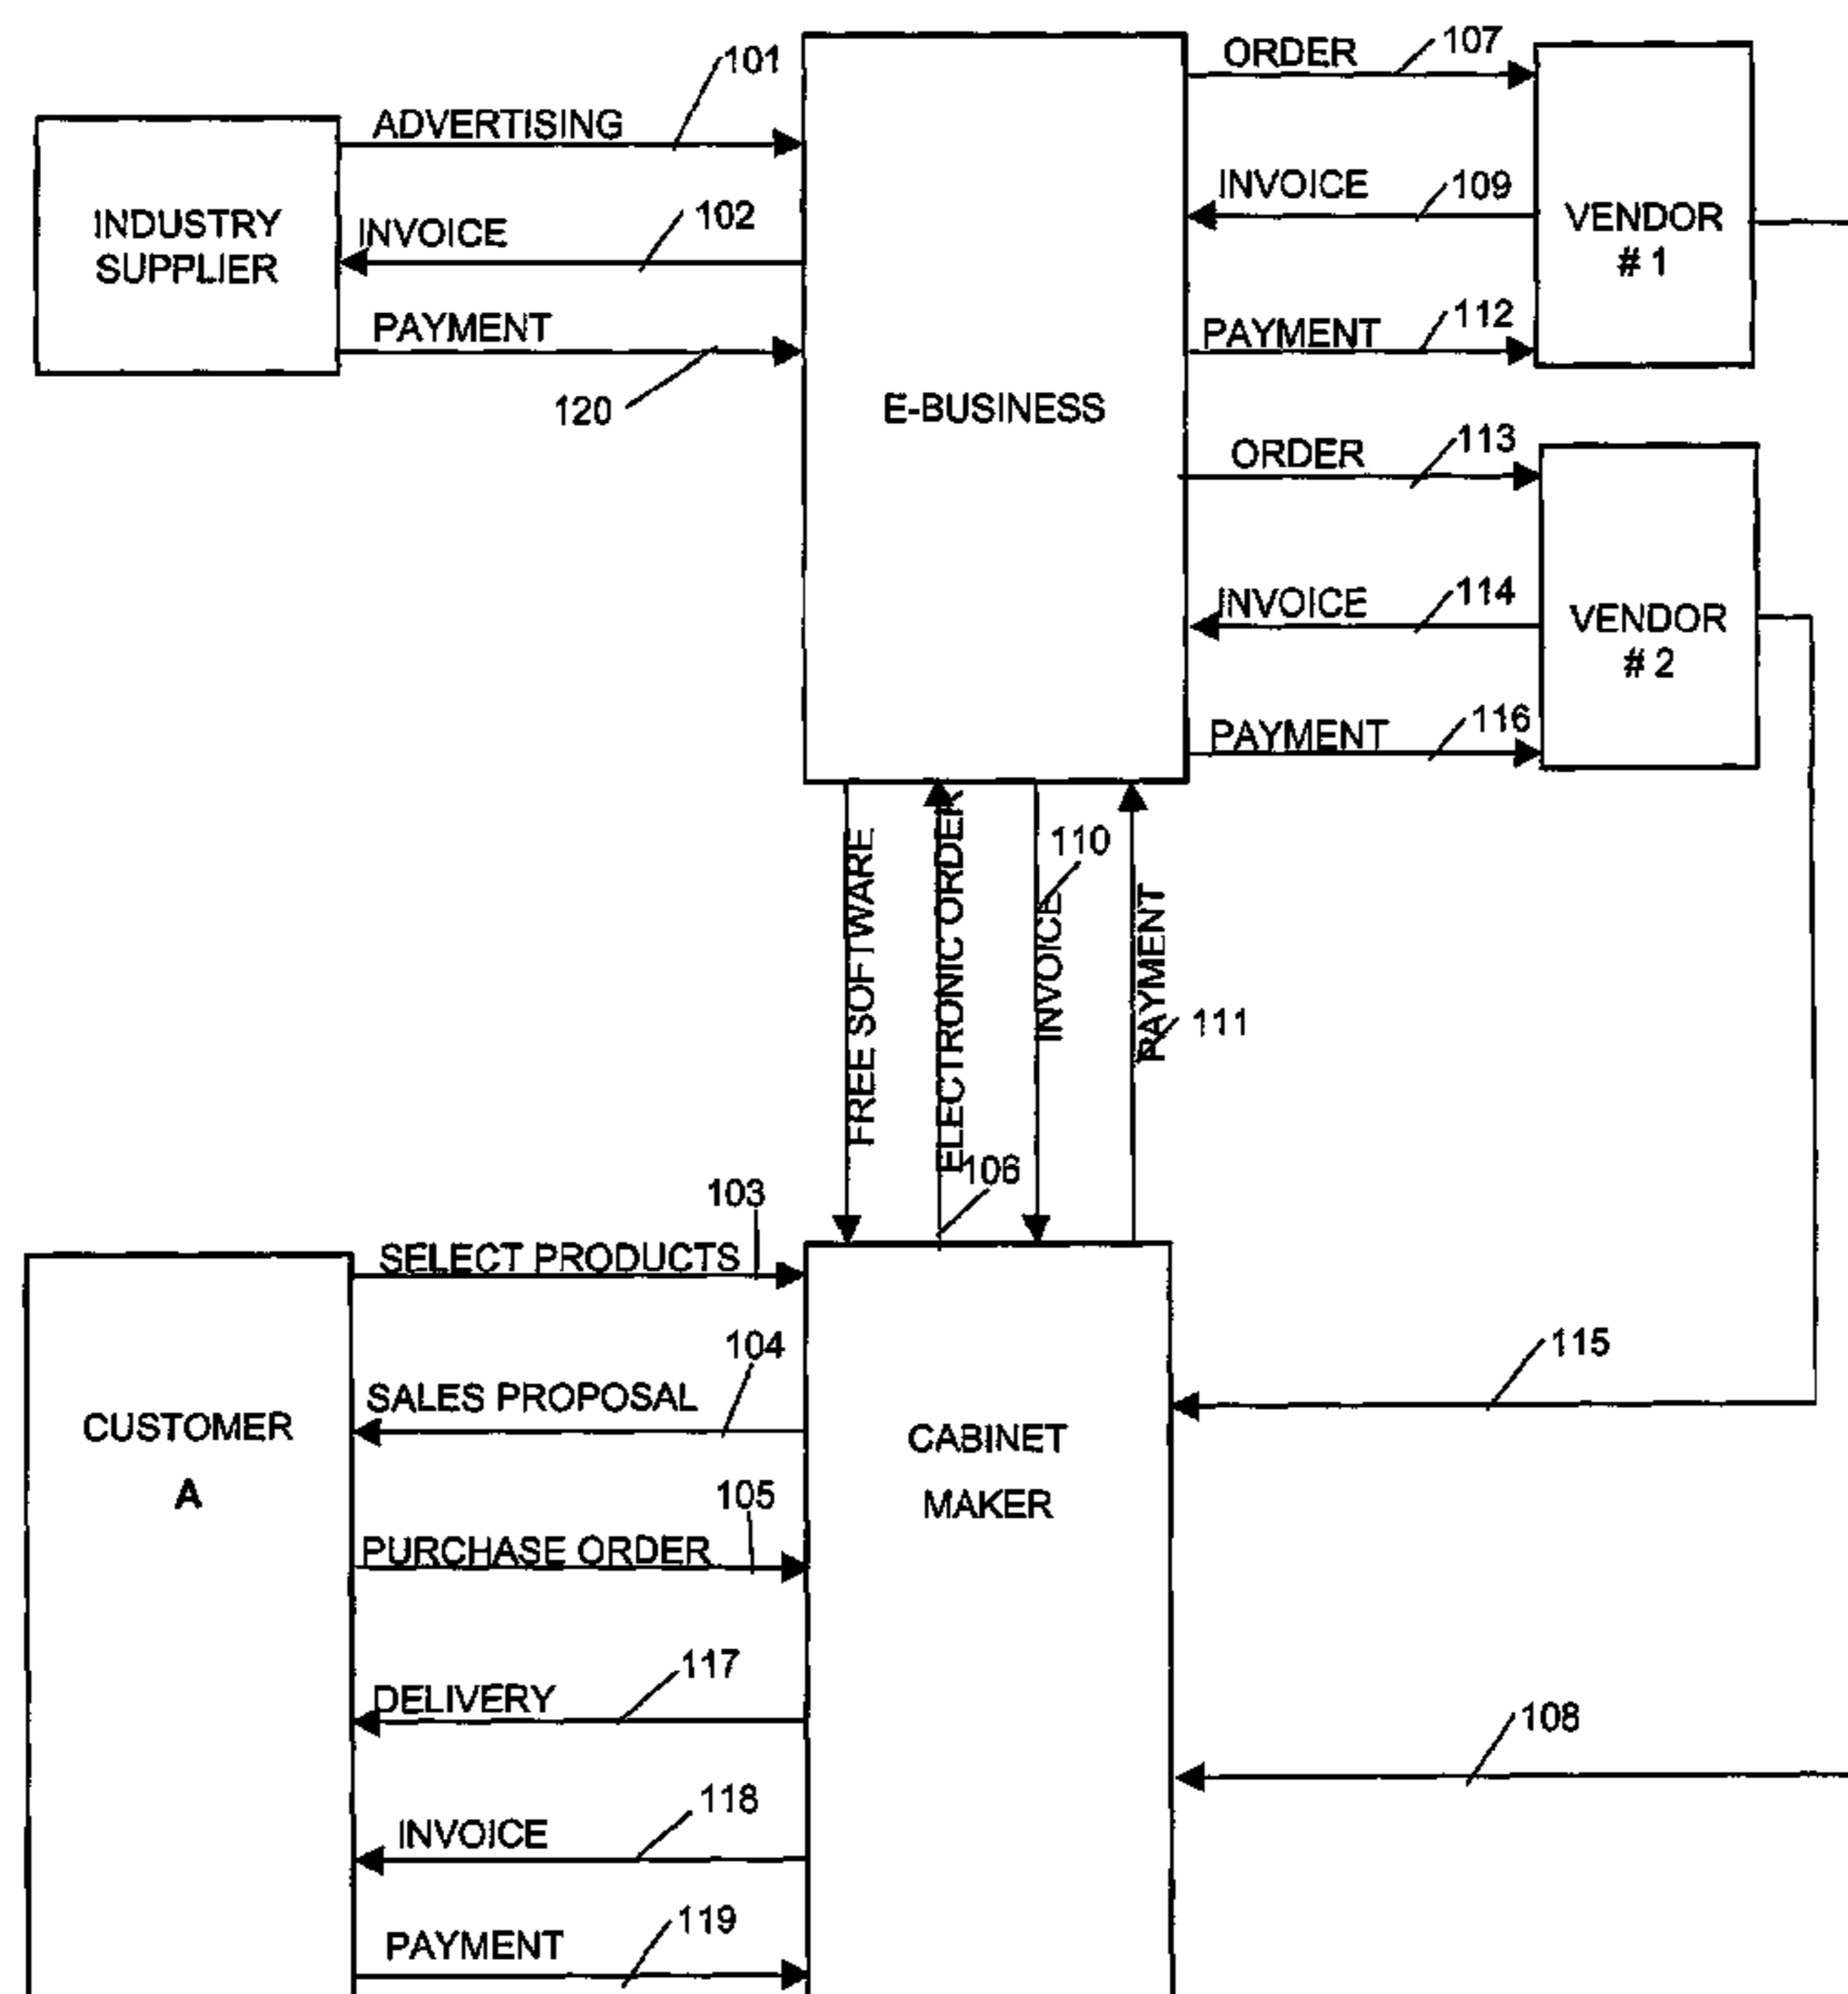 101
ADVERTISING
INDUSTRY
SUPPLIER
INVOICE
102
PAYMENT
120
E-BUSINESS
ORDER
107
INVOICE
109
VENDOR
# 1
PAYMENT
112
ORDER
113
INVOICE
114
VENDOR
# 2
PAYMENT
116
FREE SOFTWARE
ELECTRONIC ORDER
106
INVOICE
110
PAYMENT
111
103
SELECT PRODUCTS
104
SALES PROPOSAL
CUSTOMER
A
105
PURCHASE ORDER
117
DELIVERY
118
INVOICE
119
PAYMENT
CABINET
MAKER
115
108